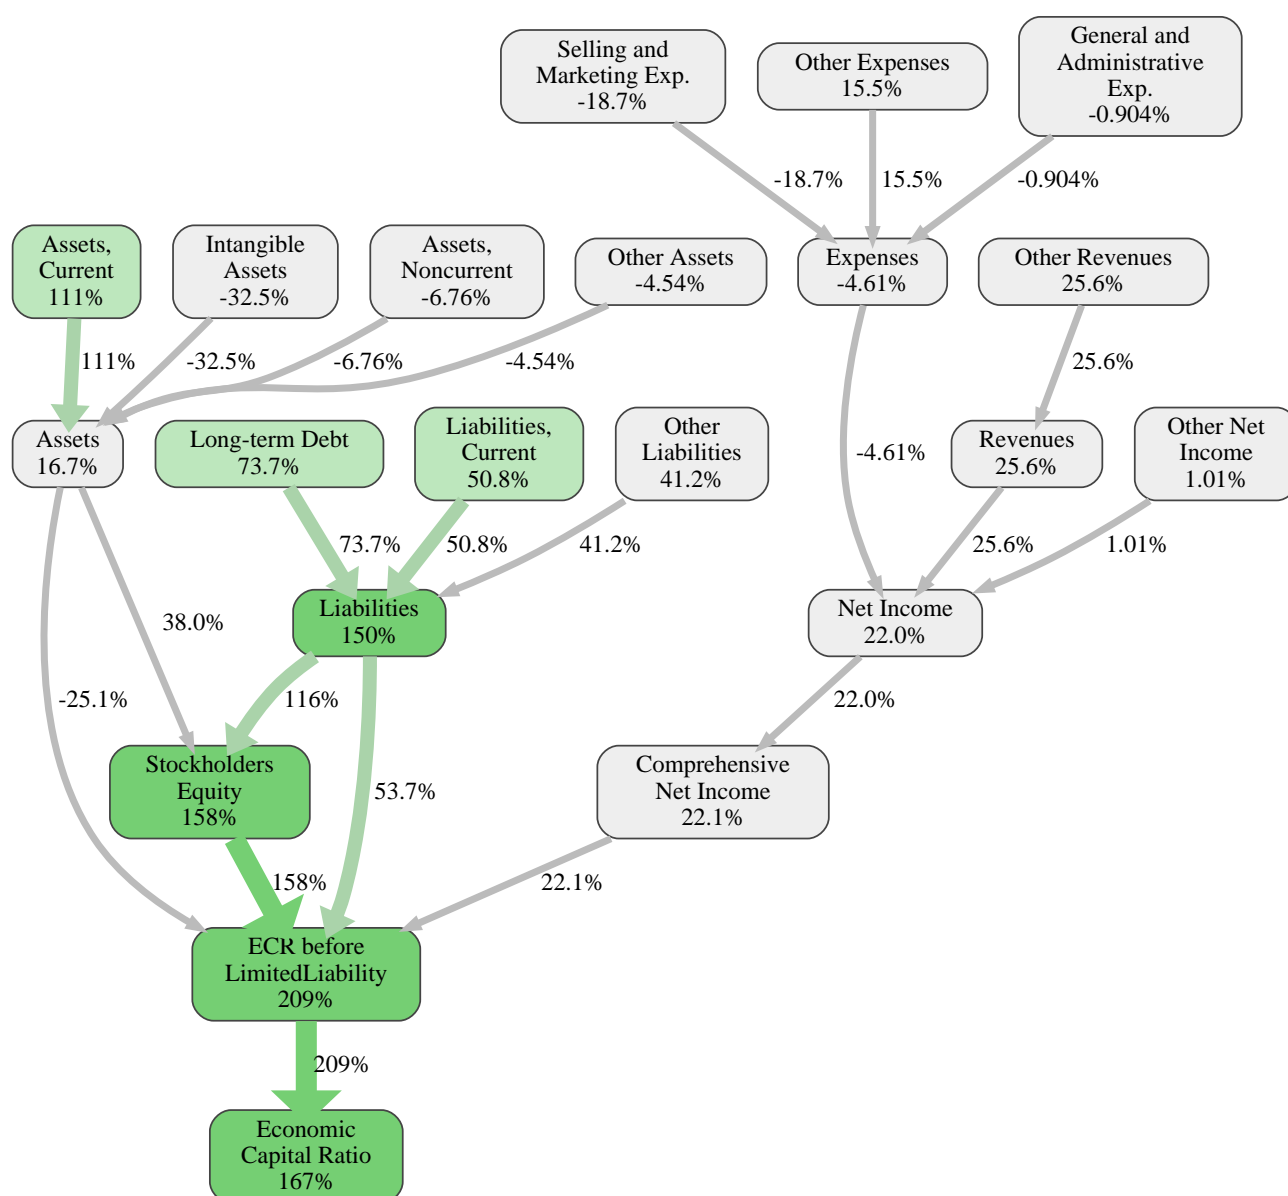 Selling and
Marketing Exp.
-18.7%
Other Expenses
15.5%
General and
Administrative
Exp.
-0.904%
-18.7%
15.5%
-0.904%
Assets,
Current
111%
Intangible
Assets
-32.5%
Assets,
Noncurrent
-6.76%
Other Assets
-4.54%
Expenses
-4.61%
Other Revenues
25.6%
111%
-32.5%
-6.76%
-4.54%
25.6%
Assets
16.7%
Long-term Debt
73.7%
Liabilities,
Current
50.8%
Other
Liabilities
41.2%
-4.61%
Revenues
25.6%
Other Net
Income
1.01%
73.7%
50.8%
41.2%
25.6%
1.01%
38.0%
Liabilities
150%
Net Income
22.0%
-25.1%
116%
22.0%
Stockholders
Equity
158%
53.7%
Comprehensive
Net Income
22.1%
158%
22.1%
ECR before
LimitedLiability
209%
209%
Economic
Capital Ratio
167%